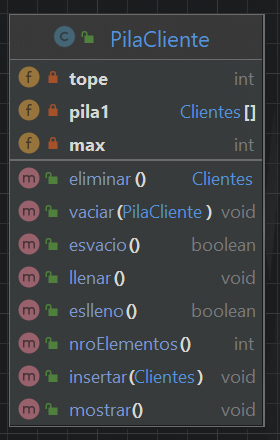 C PilaCliente
f tope int
f pila1 Clientes[]
f max int
m eliminar() Clientes
m vaciar(PilaCliente) void
m esvacio() boolean
m llenar() void
m eslleno() boolean
m nroElementos() int
m insertar(Clientes) void
m mostrar() void